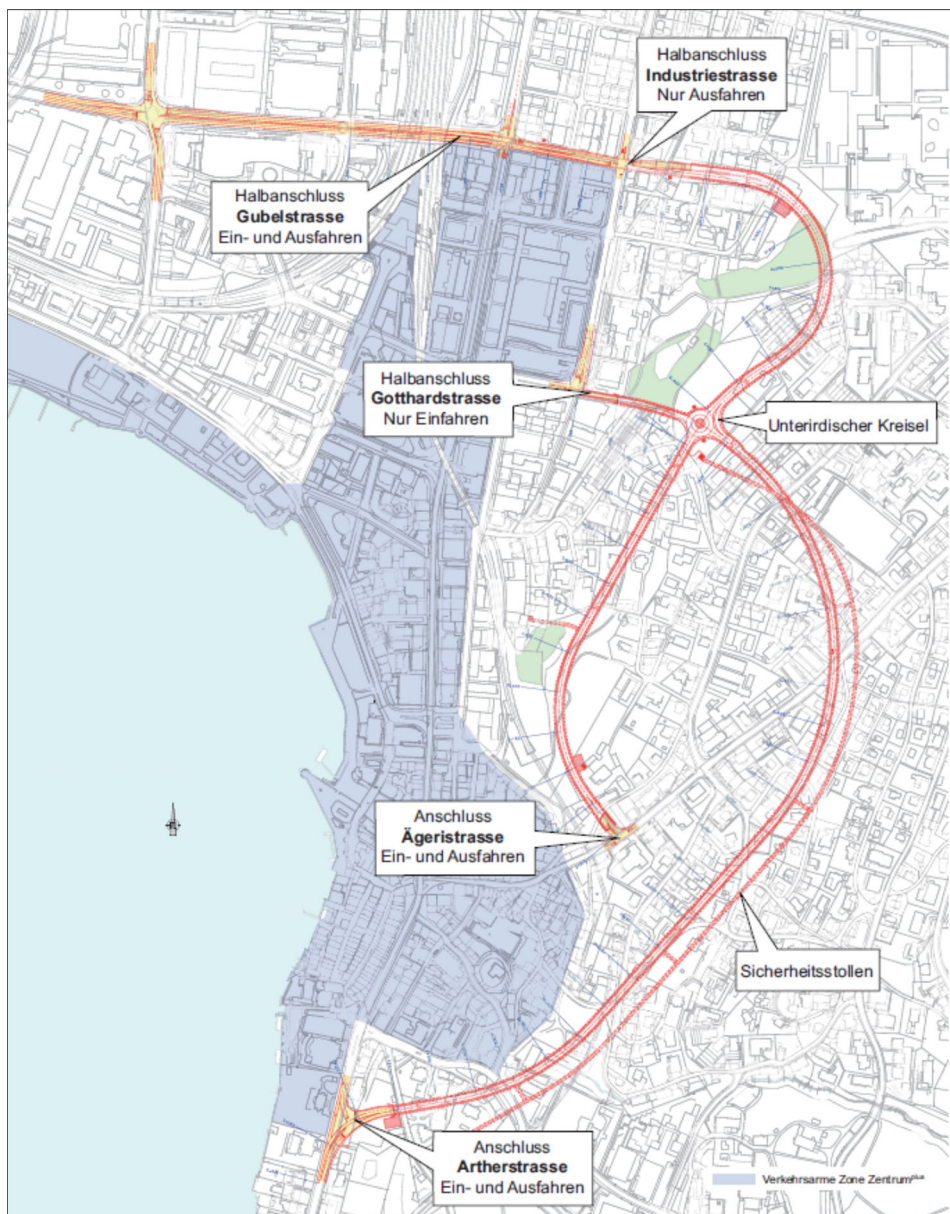 Halbanschluss
Industriestrasse
Nur Ausfahren
Halbanschluss
Gubelstrasse
Ein- und Ausfahren
Halbanschluss
Gotthardstrasse
Nur Einfahren
Unterirdischer Kreisel
Anschluss
Ägeristrasse
Ein- und Ausfahren
Sicherheitsstollen
Anschluss
Artherstrasse
Ein- und Ausfahren
Verkehrsarme Zone Zentrumplus